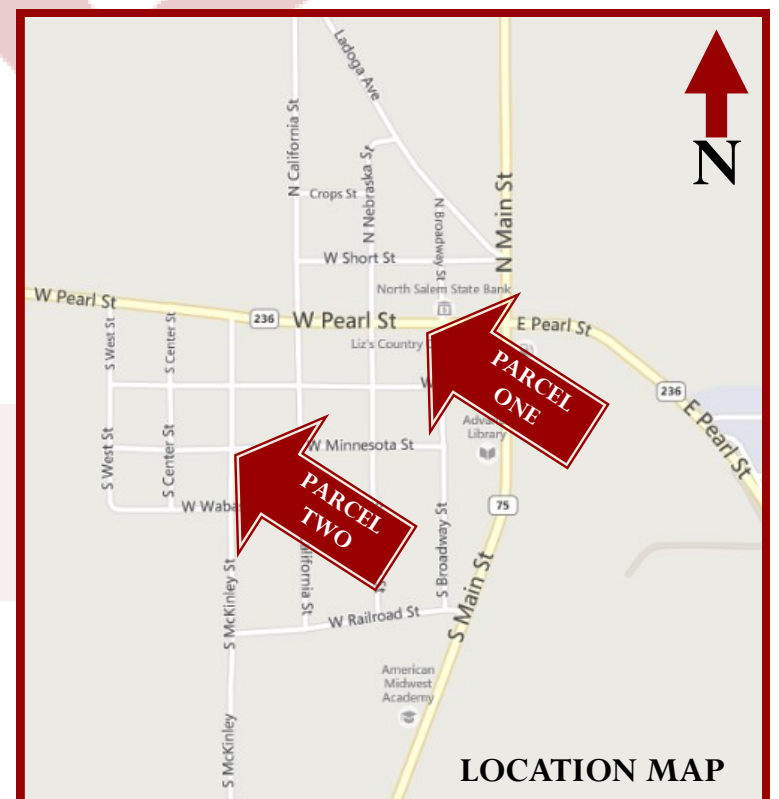 Ladoga Ave
N California St
N Nebraska St
Crops St
N Broadway St
N Main St
N
W Short St
North Salem State Bank
W Pearl St
236
W Pearl St
E Pearl St
Liz's Country
S West St
S Center St
PARCEL
ONE
236
E Pearl St
W
Library
W Minnesota St
S West St
S Center St
PARCEL
TWO
75
S Broadway St
St
S McKinley St
W Railroad St
S Main St
American
Midwest
Academy
S McKinley
LOCATION MAP